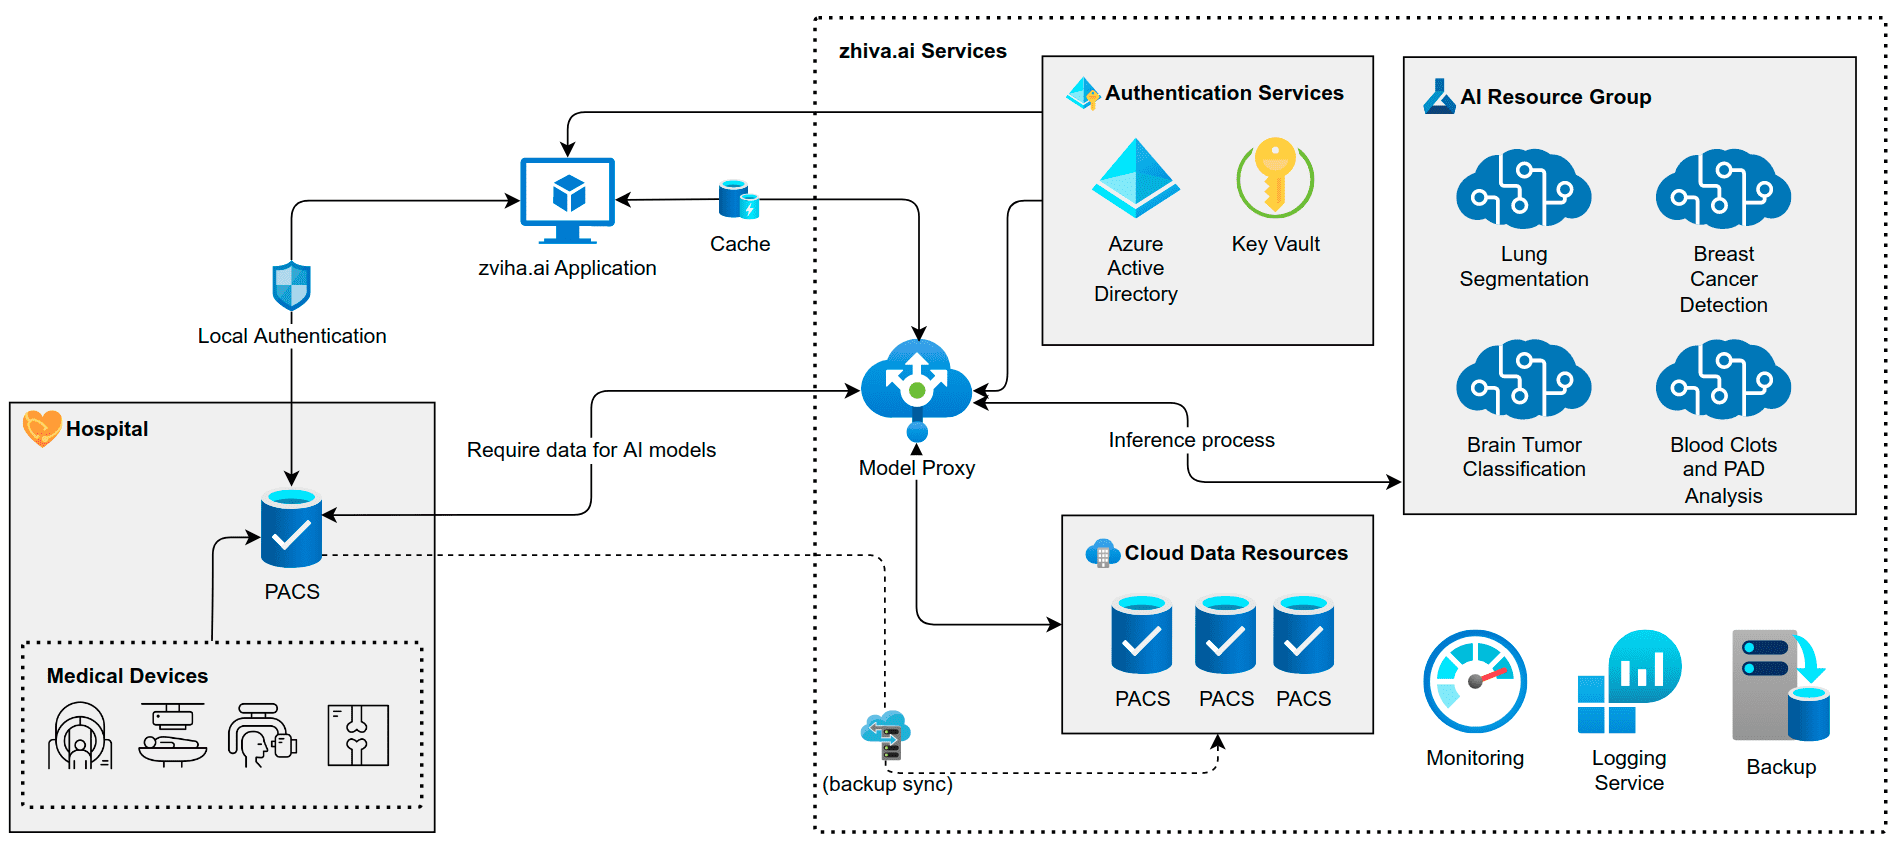 zhiva.ai Services
Authentication Services
Azure
Active
Directory
Key Vault
AI Resource Group
Lung
Segmentation
Breast
Cancer
Detection
Brain Tumor
Classification
Blood Clots
and PAD
Analysis
zviha.ai Application
Cache
Local Authentication
Hospital
Require data for AI models
Model Proxy
Inference process
PACS
Medical Devices
Cloud Data Resources
PACS
PACS
PACS
(backup sync)
Monitoring
Logging
Service
Backup